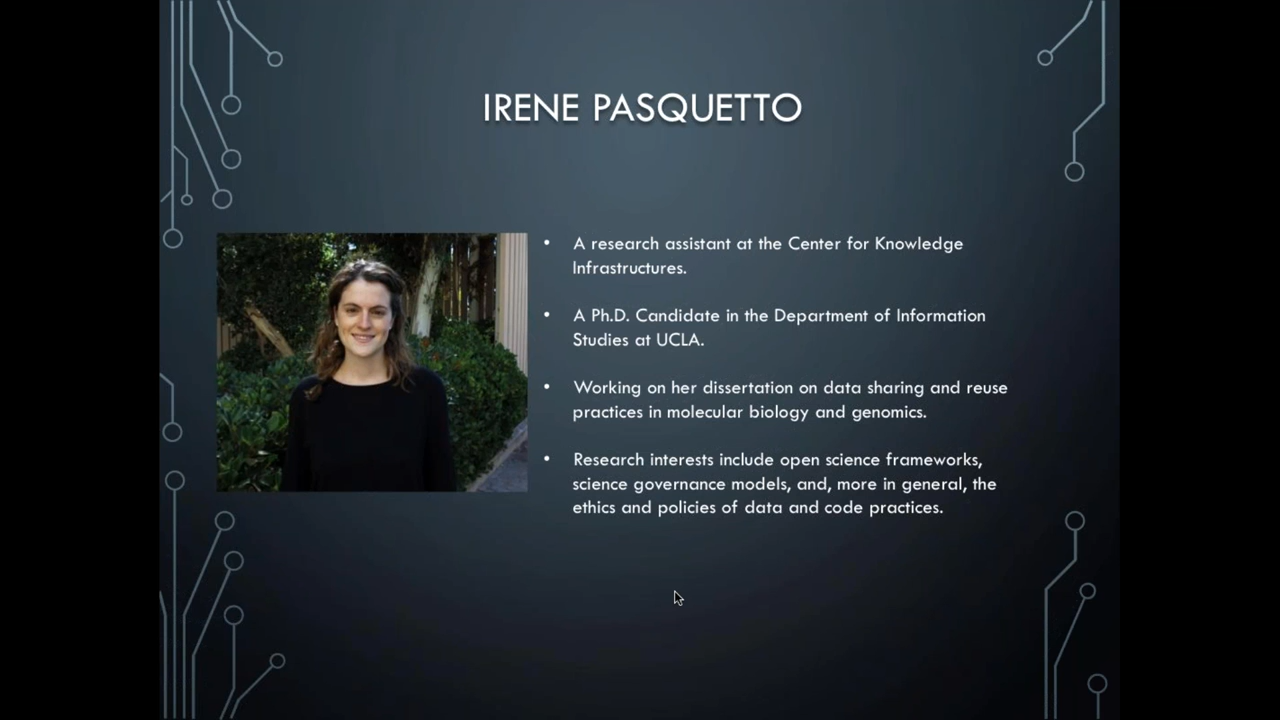 IRENE PASQUETTO
• A research assistant at the Center for Knowledge
Infrastructures.
• A Ph.D. Candidate in the Department of Information
Studies at UCLA.
• Working on her dissertation on data sharing and reuse
practices in molecular biology and genomics.
• Research interests include open science frameworks,
science governance models, and, more in general, the
ethics and policies of data and code practices.